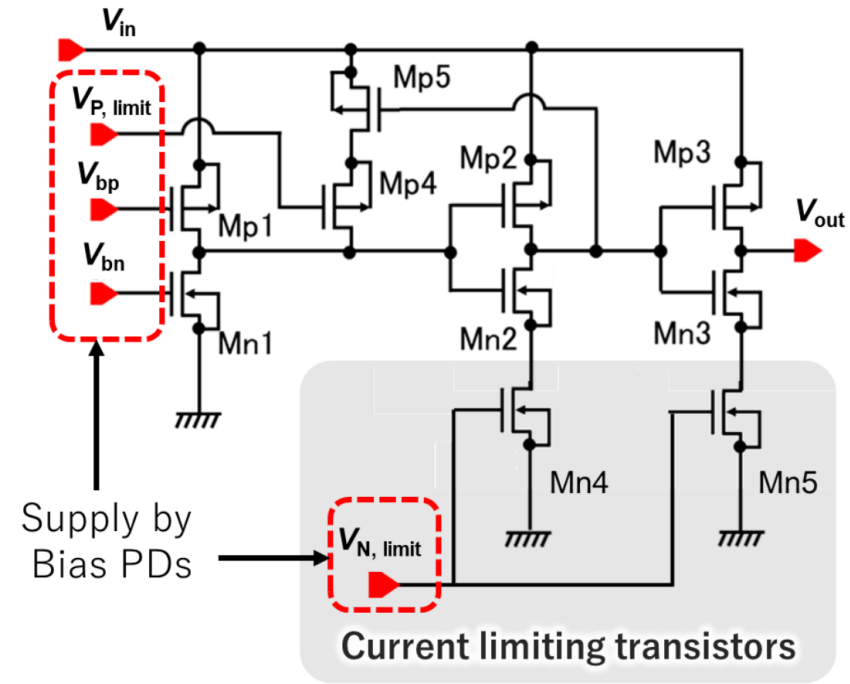 Vin
VP, limit
Mp5
Vbp
Mp4
Mp2
Mp3
Mp1
Vout
Vbn
Mn1
Mn2
Mn3
Mn4
Mn5
Supply by
Bias PDs
VN, limit
Current limiting transistors